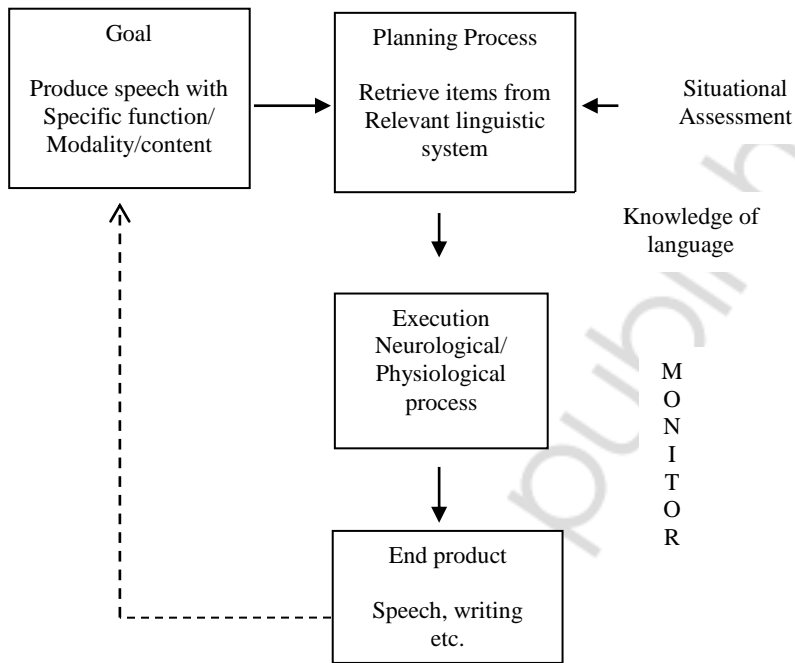 Goal
Produce speech with
Specific function/
Modality/content
Planning Process
Retrieve items from
Relevant linguistic
system
Situational
Assessment
Knowledge of
language
Execution
Neurological/
Physiological
process
M
O
N
I
T
O
R
End product
Speech, writing
etc.
publi